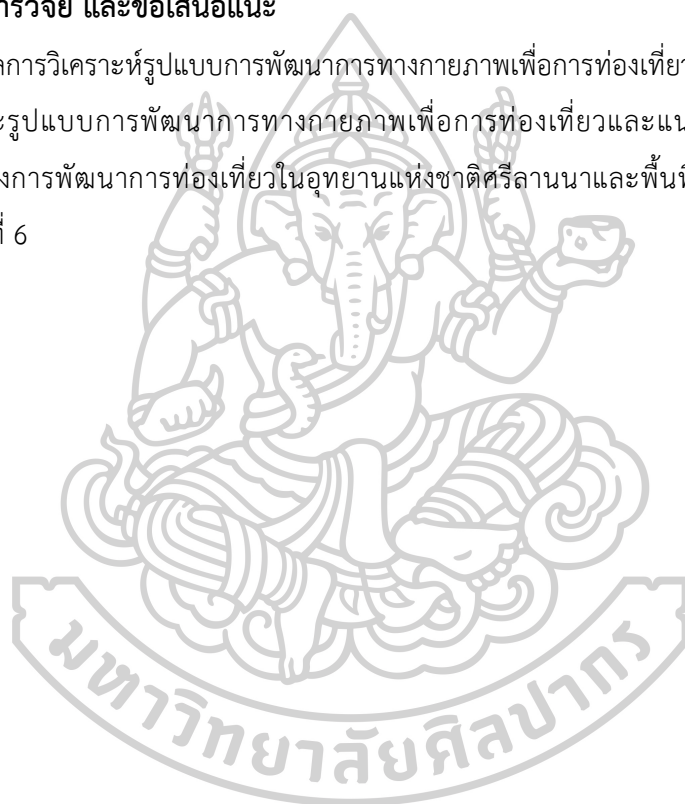 ารวิจัย และข้อเสนอแนะ
ลการวิเคราะห์รูปแบบการพัฒนาการทางกายภาพเพื่อการท่องเที่ยว
ะรูปแบบการพัฒนาการทางกายภาพเพื่อการท่องเที่ยวและแน
งการพัฒนาการท่องเที่ยวในอุทยานแห่งชาติศรีลานนาและพื้นที
ที่ 6
มหาวิทยาลัยศิลปากร